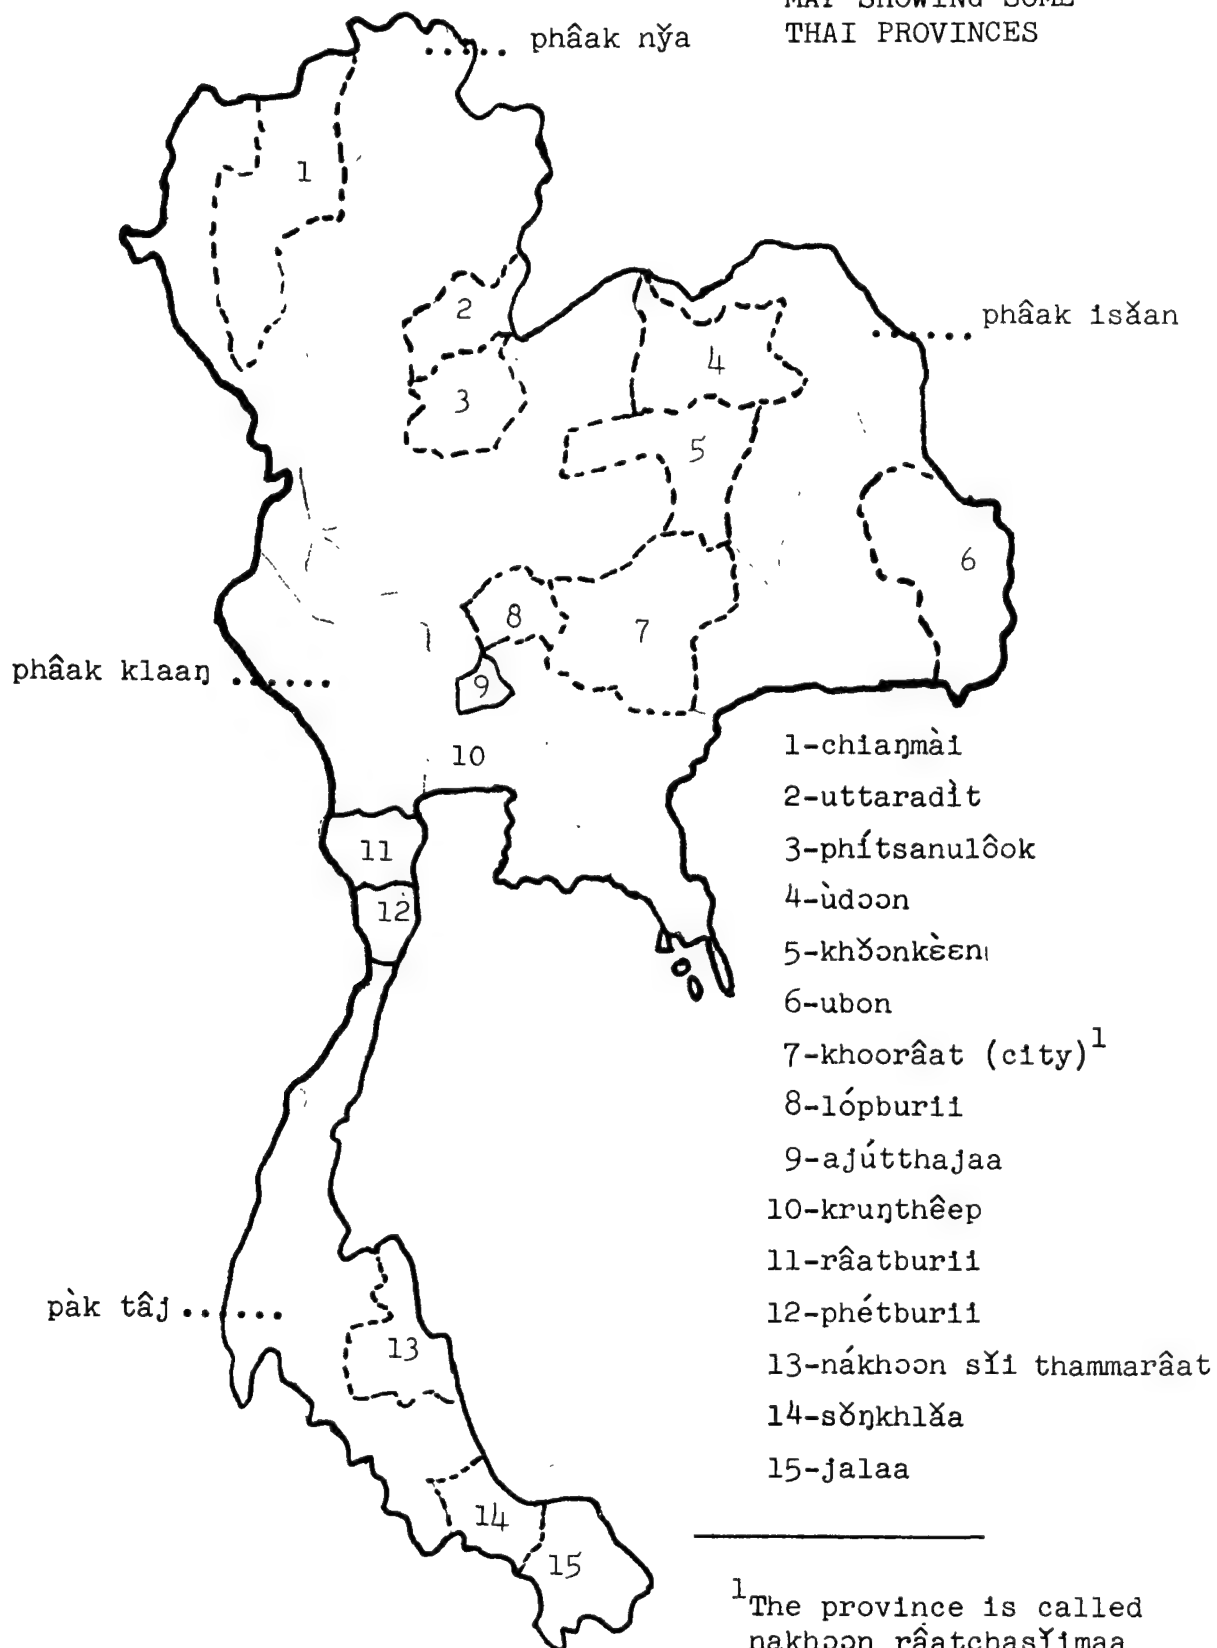 MAP SHOWING SOME
THAI PROVINCES
phâak ny̌a
phâak isǎan
phâak klaaŋ
pàk tâj
1
2
3
4
5
6
7
8
9
10
11
12
13
14
15
1-chiaŋmài
2-uttaradìt
3-phítsanulôok
4-ùdɔɔn
5-khɔ̌ɔnkɛ̀ɛn
6-ubon
7-khoorâat (city)1
8-lópburii
9-ajútthajaa
10-kruŋthêep
11-râatburii
12-phétburii
13-nákhɔɔn sǐi thammarâat
14-sǒŋkhlǎa
15-jalaa
1The province is called
nakhɔɔn râatchasǐimaa